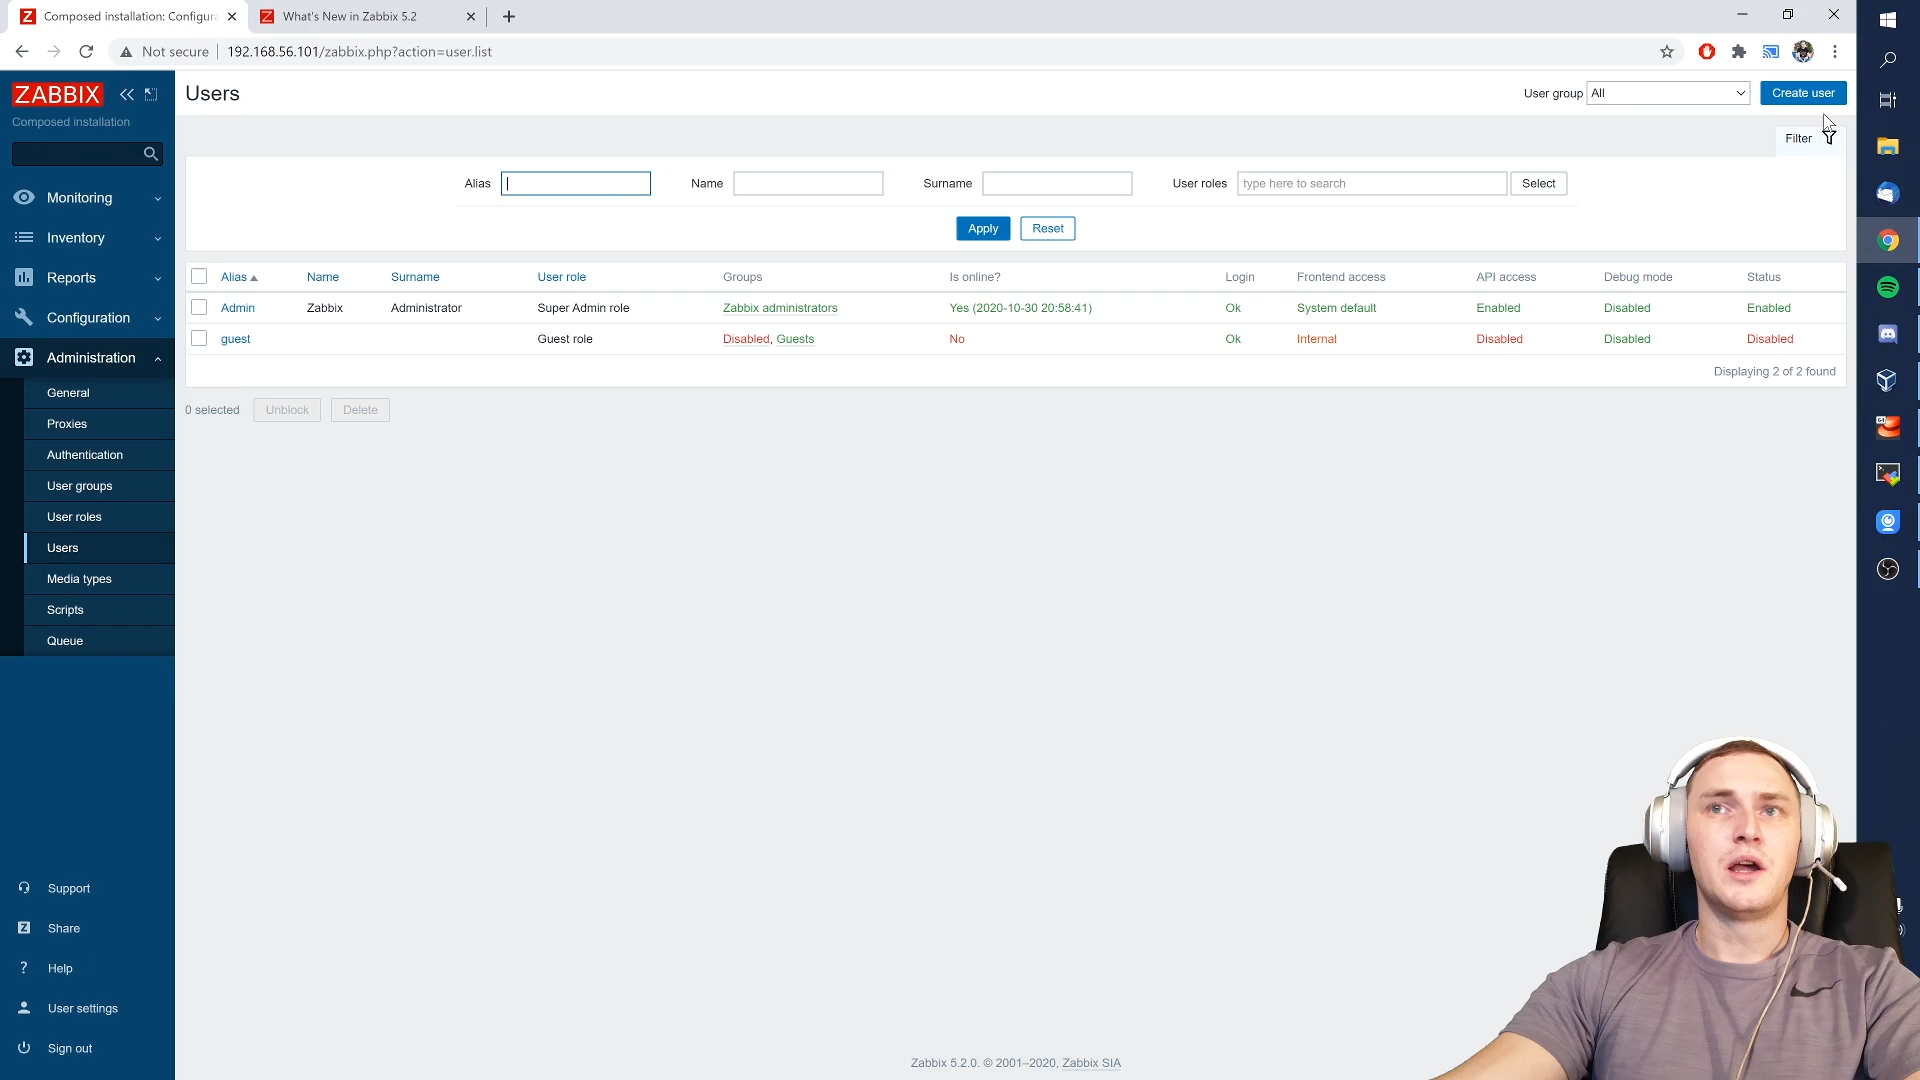 Composed installation: Configura
What's New in Zabbix 5.2
Not secure
192.168.56.101/zabbix.php?action=user.list
ZABBIX
Composed installation
Users
User group
All
Create user
Filter
Alias
Name
Surname
User roles
type here to search
Select
Apply
Reset
Monitoring
Inventory
Reports
Configuration
Administration
General
Proxies
Authentication
User groups
User roles
Users
Media types
Scripts
Queue
Support
Share
Help
User settings
Sign out
Alias Name Surname User role Groups Is online? Login Frontend access API access Debug mode Status
Admin Zabbix Administrator Super Admin role Zabbix administrators Yes (2020-10-30 20:58:41) Ok System default Enabled Disabled Enabled
guest Guest role Disabled, Guests No Ok Internal Disabled Disabled Disabled
Displaying 2 of 2 found
0 selected
Unblock
Delete
Zabbix 5.2.0. © 2001–2020, Zabbix SIA